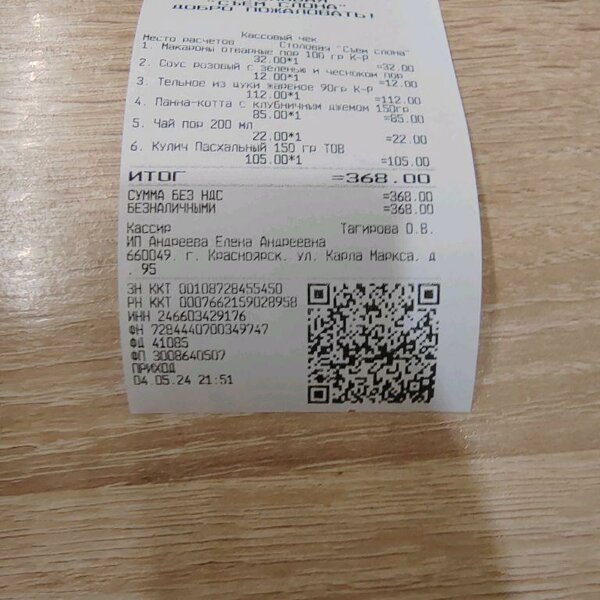 "СЪЕМ СЛОНА"
ДОБРО ПОЖАЛОВАТЬ!
Кассовый чек
Место расчетов Столовая "Съем слона"
1. Макароны отварные пор 100 гр К-Р
32.00*1 =32.00
2. Соус розовый с зеленью и чесноком пор
12.00*1 =12.00
3. Тельное из щуки жареное 90гр К-Р
112.00*1 =112.00
4. Панна-котта с клубничным джемом 150гр
85.00*1 =85.00
5. Чай пор 200 мл
22.00*1 =22.00
6. Кулич Пасхальный 150 гр ТОВ
105.00*1 =105.00
ИТОГ =368.00
СУММА БЕЗ НДС =368.00
БЕЗНАЛИЧНЫМИ =368.00
Кассир Тагирова О.В.
ИП Андреева Елена Андреевна
660049, г. Красноярск, ул. Карла Маркса, д
. 95
ЗН ККТ 00108728455450
РН ККТ 0007662159028958
ИНН 246603429176
ФН 7284440700349747
ФД 41085
ФП 3008640507
ПРИХОД
04.05.24 21:51